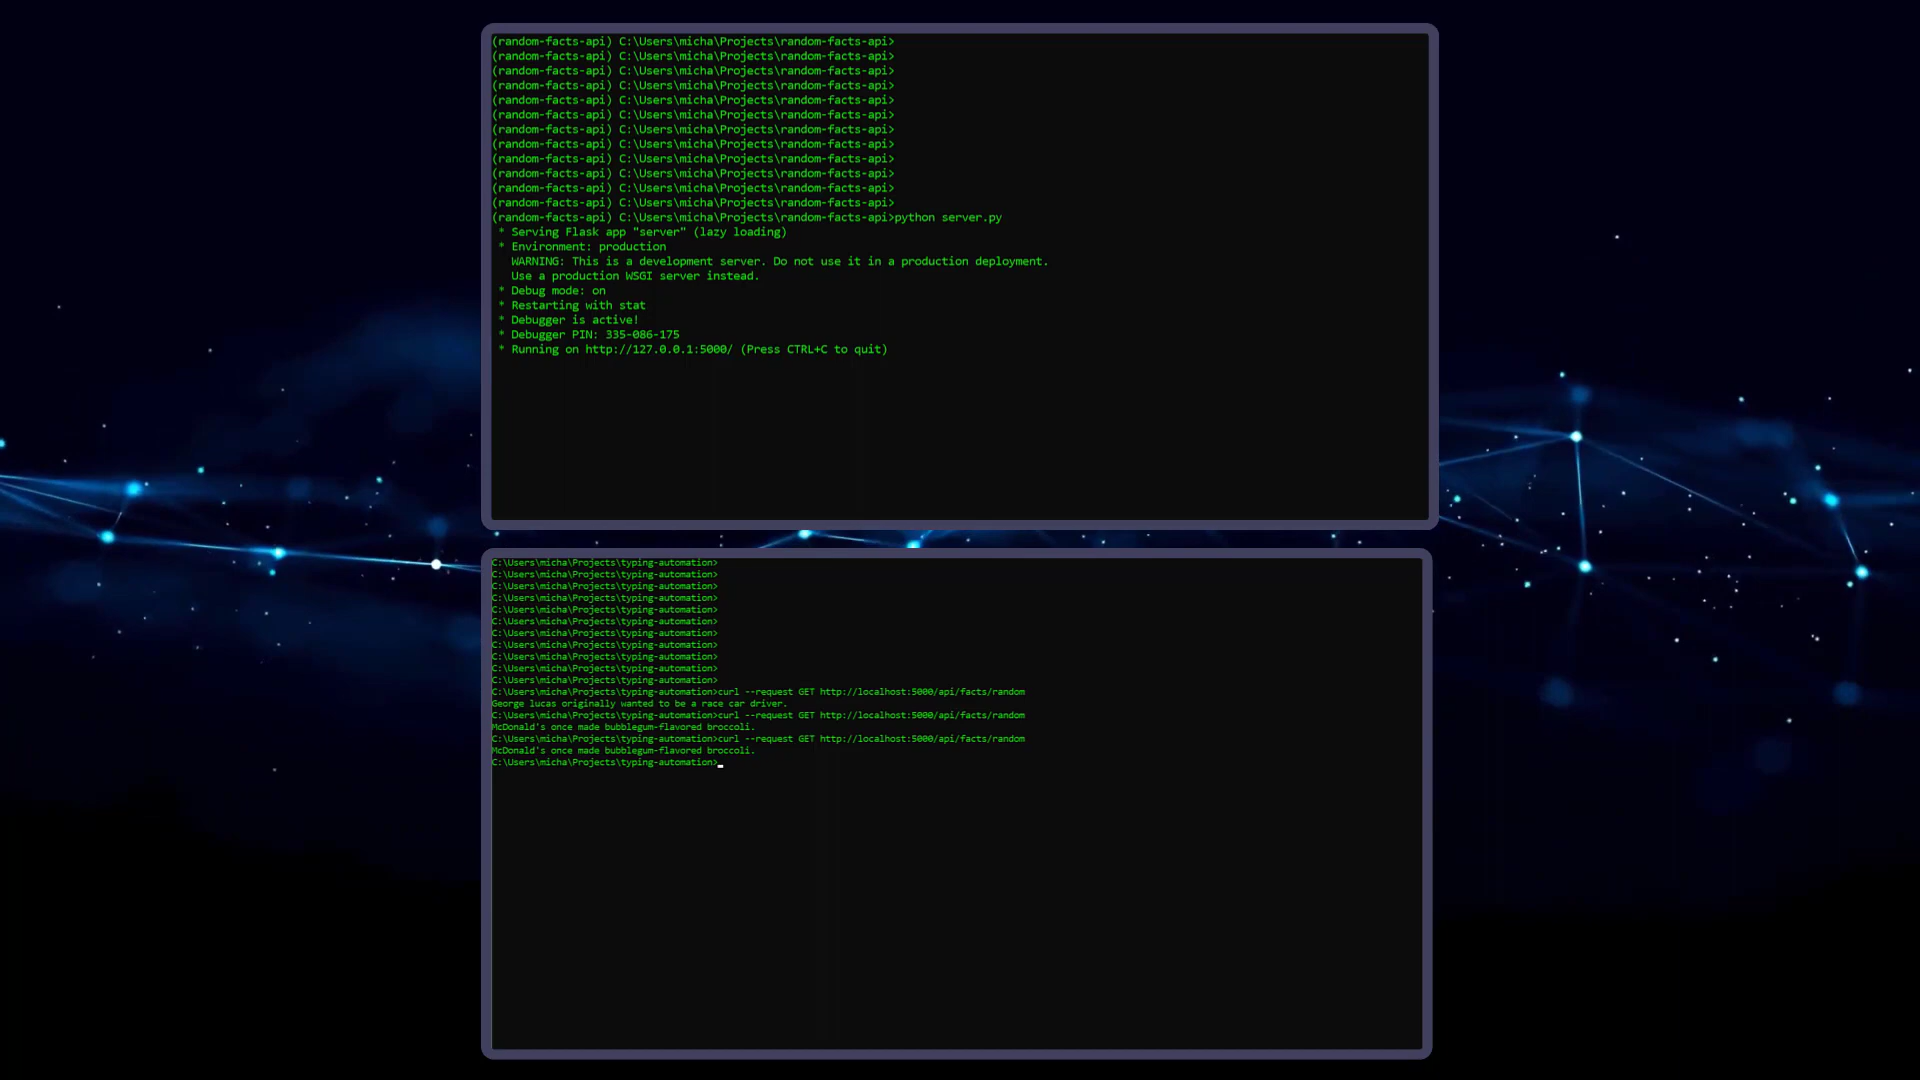 (random-facts-api) C:\Users\micha\Projects\random-facts-api>
(random-facts-api) C:\Users\micha\Projects\random-facts-api>
(random-facts-api) C:\Users\micha\Projects\random-facts-api>
(random-facts-api) C:\Users\micha\Projects\random-facts-api>
(random-facts-api) C:\Users\micha\Projects\random-facts-api>
(random-facts-api) C:\Users\micha\Projects\random-facts-api>
(random-facts-api) C:\Users\micha\Projects\random-facts-api>
(random-facts-api) C:\Users\micha\Projects\random-facts-api>
(random-facts-api) C:\Users\micha\Projects\random-facts-api>
(random-facts-api) C:\Users\micha\Projects\random-facts-api>
(random-facts-api) C:\Users\micha\Projects\random-facts-api>
(random-facts-api) C:\Users\micha\Projects\random-facts-api>
(random-facts-api) C:\Users\micha\Projects\random-facts-api>python server.py
 * Serving Flask app "server" (lazy loading)
 * Environment: production
   WARNING: This is a development server. Do not use it in a production deployment.
   Use a production WSGI server instead.
 * Debug mode: on
 * Restarting with stat
 * Debugger is active!
 * Debugger PIN: 335-086-175
 * Running on http://127.0.0.1:5000/ (Press CTRL+C to quit)
C:\Users\micha\Projects\typing-automation>
C:\Users\micha\Projects\typing-automation>
C:\Users\micha\Projects\typing-automation>
C:\Users\micha\Projects\typing-automation>
C:\Users\micha\Projects\typing-automation>
C:\Users\micha\Projects\typing-automation>
C:\Users\micha\Projects\typing-automation>
C:\Users\micha\Projects\typing-automation>
C:\Users\micha\Projects\typing-automation>
C:\Users\micha\Projects\typing-automation>
C:\Users\micha\Projects\typing-automation>
C:\Users\micha\Projects\typing-automation>curl --request GET http://localhost:5000/api/facts/random
George lucas originally wanted to be a race car driver.
C:\Users\micha\Projects\typing-automation>curl --request GET http://localhost:5000/api/facts/random
McDonald's once made bubblegum-flavored broccoli.
C:\Users\micha\Projects\typing-automation>curl --request GET http://localhost:5000/api/facts/random
McDonald's once made bubblegum-flavored broccoli.
C:\Users\micha\Projects\typing-automation>